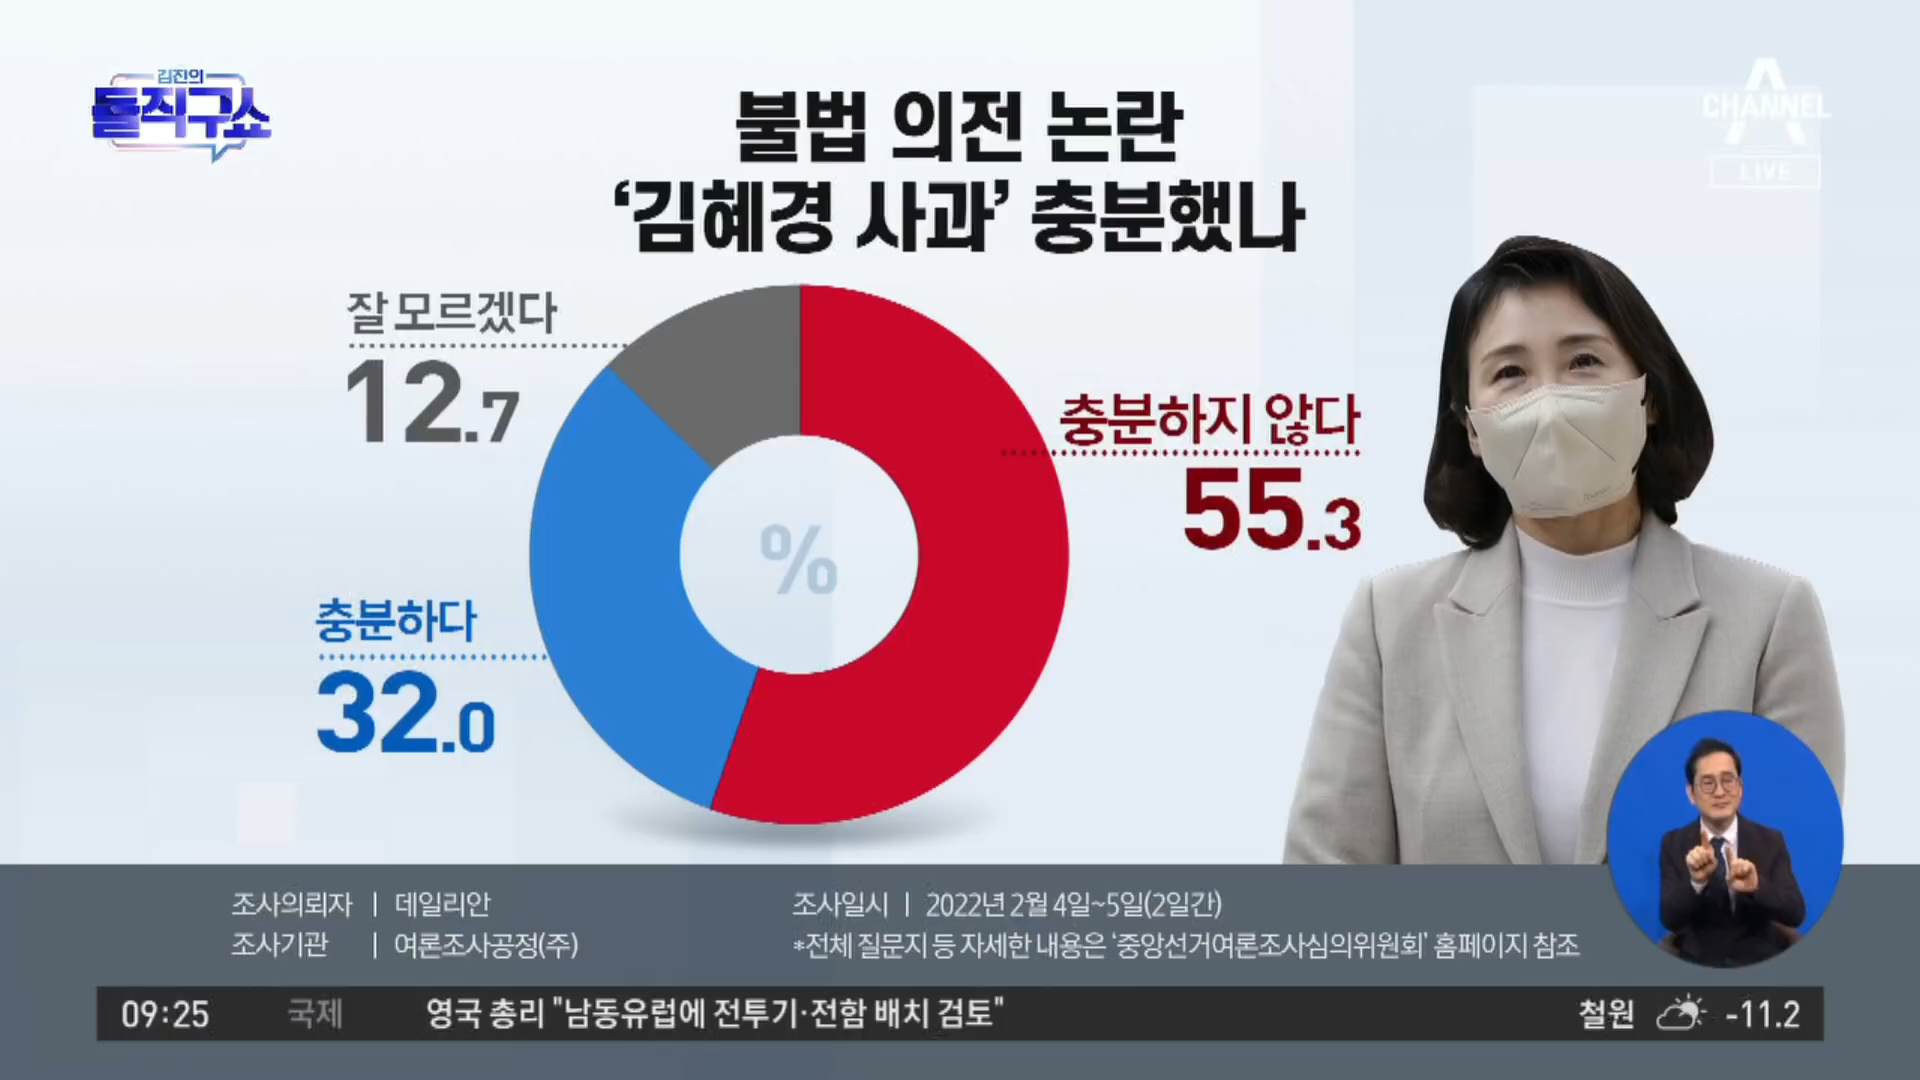 김진의
돌직구쇼
CHANNEL A
LIVE
불법 의전 논란
‘김혜경 사과’ 충분했나
잘 모르겠다
12.7
충분하지 않다
55.3
%
충분하다
32.0
조사의뢰자 | 데일리안
조사일시 | 2022년 2월 4일~5일(2일간)
조사기관 | 여론조사공정(주)
*전체 질문지 등 자세한 내용은 ‘중앙선거여론조사심의위원회’ 홈페이지 참조
09:25 국제 영국 총리 "남동유럽에 전투기·전함 배치 검토" 철원 -11.2